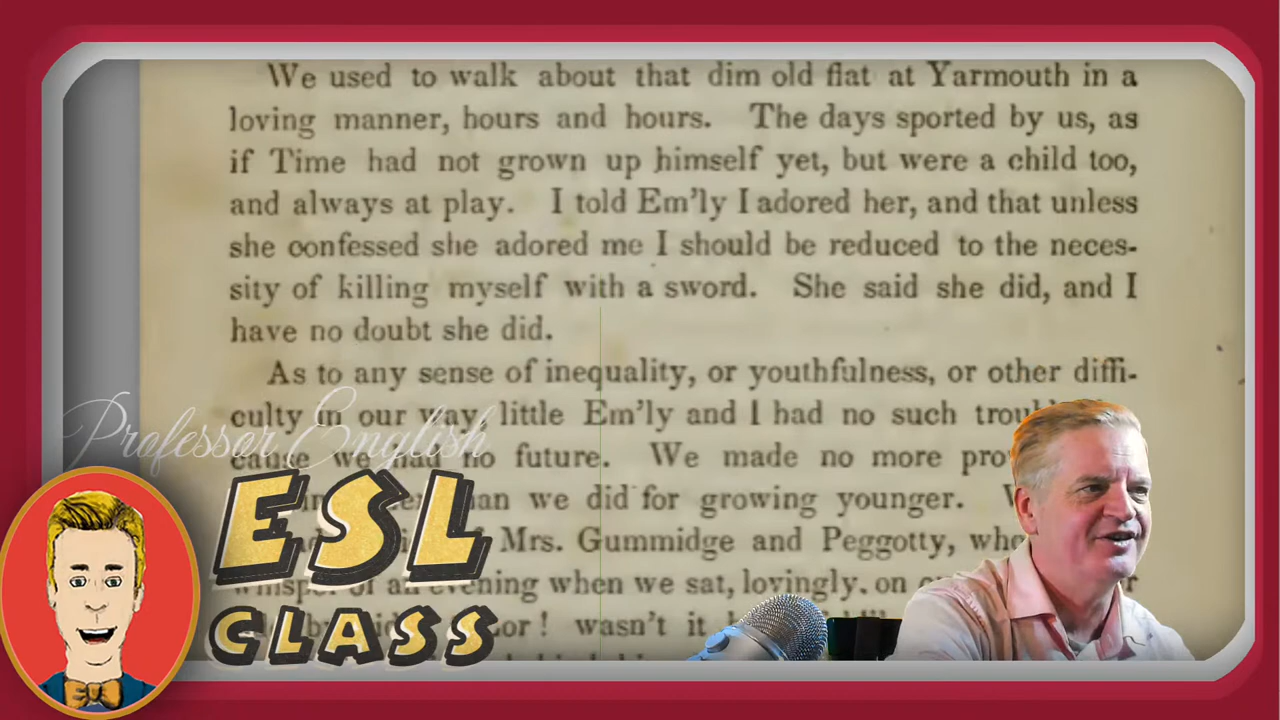 We used to walk about that dim old flat at Yarmouth in a
loving manner, hours and hours. The days sported by us, as
if Time had not grown up himself yet, but were a child too,
and always at play. I told Em'ly I adored her, and that unless
she confessed she adored me I should be reduced to the neces-
sity of killing myself with a sword. She said she did, and I
have no doubt she did.
As to any sense of inequality, or youthfulness, or other diffi-
culty in our way, little Em'ly and I had no such
cause we had no future. We made no more
than we did for growing younger.
Mrs. Gummidge and Peggotty, who
of an evening when we sat, lovingly, on
wasn't it
Professor English
ESL
CLASS